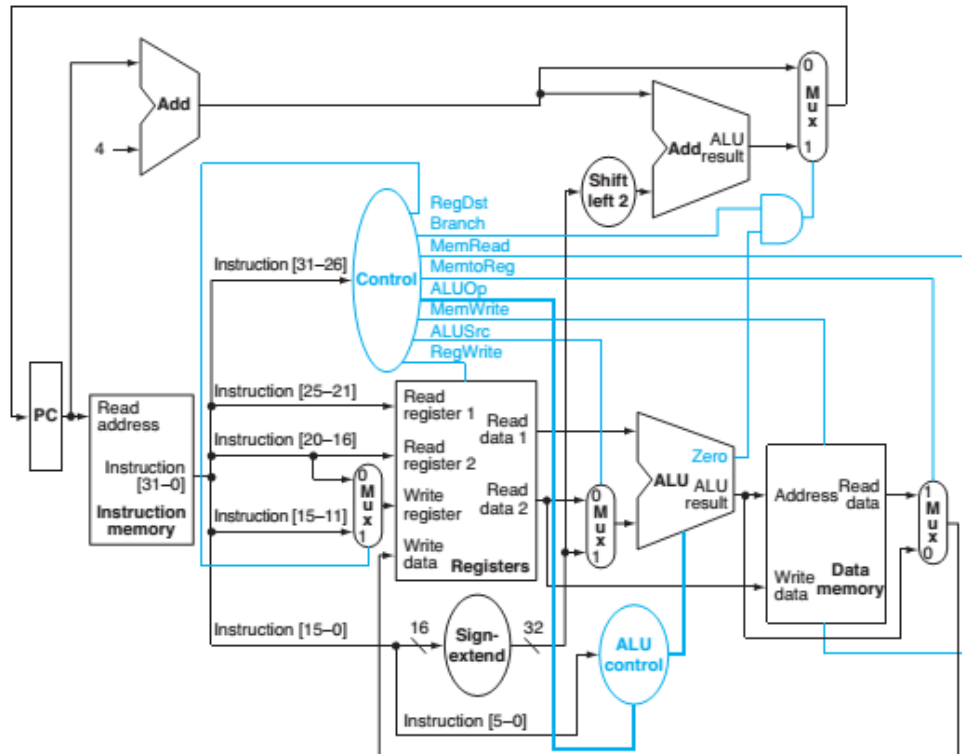 0
M
u
x
1
Add
4
Add
ALU
result
Shift
left 2
RegDst
Branch
MemRead
MemtoReg
ALUOp
MemWrite
ALUSrc
RegWrite
Instruction [31–26]
Control
PC
Read
address
Instruction
[31–0]
Instruction
memory
Instruction [25–21]
Instruction [20–16]
Instruction [15–11]
0
M
u
x
1
Read
register 1
Read
data 1
Read
register 2
Write
register
Read
data 2
Write
data
Registers
0
M
u
x
1
Zero
ALU
ALU
result
Address
Read
data
Write
data
Data
memory
1
M
u
x
0
Instruction [15–0]
16
Sign-
extend
32
ALU
control
Instruction [5–0]